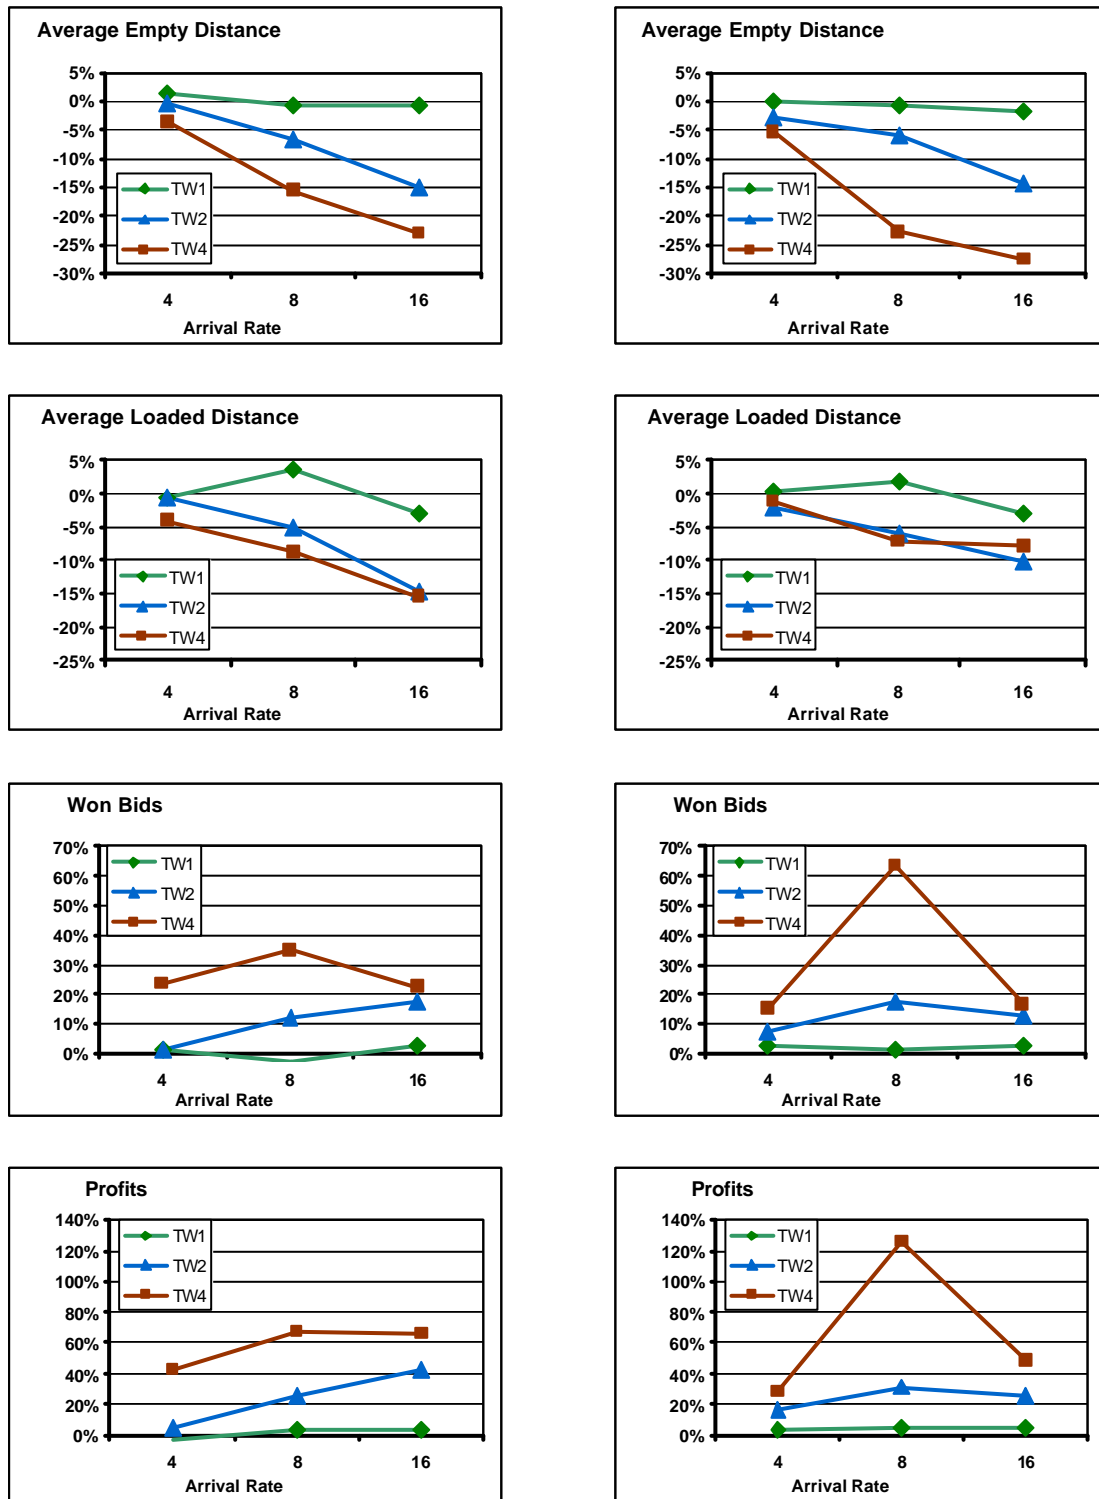 Average Empty Distance
5%
0%
-5%
-10%
-15%
-20%
-25%
-30%
TW1
TW2
TW4
4 8 16
Arrival Rate
Average Empty Distance
5%
0%
-5%
-10%
-15%
-20%
-25%
-30%
TW1
TW2
TW4
4 8 16
Arrival Rate
Average Loaded Distance
5%
0%
-5%
-10%
-15%
-20%
-25%
TW1
TW2
TW4
4 8 16
Arrival Rate
Average Loaded Distance
5%
0%
-5%
-10%
-15%
-20%
-25%
TW1
TW2
TW4
4 8 16
Arrival Rate
Won Bids
70%
60%
50%
40%
30%
20%
10%
0%
TW1
TW2
TW4
4 8 16
Arrival Rate
Won Bids
70%
60%
50%
40%
30%
20%
10%
0%
TW1
TW2
TW4
4 8 16
Arrival Rate
Profits
140%
120%
100%
80%
60%
40%
20%
0%
TW1
TW2
TW4
4 8 16
Arrival Rate
Profits
140%
120%
100%
80%
60%
40%
20%
0%
TW1
TW2
TW4
4 8 16
Arrival Rate